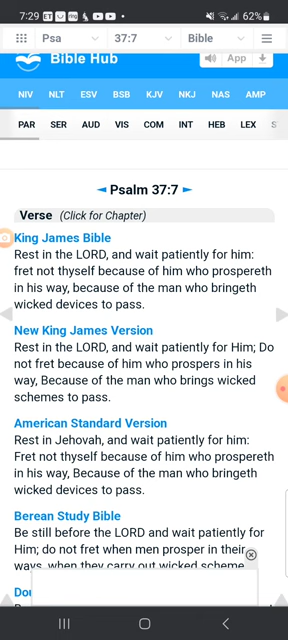 7:29
62%
Psa 37:7 Bible
Bible Hub App
NIV NLT ESV BSB KJV NKJ NAS AMP
PAR SER AUD VIS COM INT HEB LEX S
Psalm 37:7
Verse (Click for Chapter)
King James Bible
Rest in the LORD, and wait patiently for him:
fret not thyself because of him who prospereth
in his way, because of the man who bringeth
wicked devices to pass.
New King James Version
Rest in the LORD, and wait patiently for Him; Do
not fret because of him who prospers in his
way, Because of the man who brings wicked
schemes to pass.
American Standard Version
Rest in Jehovah, and wait patiently for him:
Fret not thyself because of him who prospereth
in his way, Because of the man who bringeth
wicked devices to pass.
Berean Study Bible
Be still before the LORD and wait patiently for
Him; do not fret when men prosper in their
ways, when they carry out wicked scheme
Dou